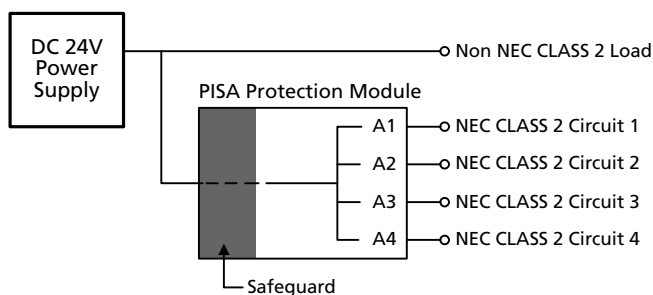 DC 24V
Power
Supply
Non NEC CLASS 2 Load
PISA Protection Module
A1
NEC CLASS 2 Circuit 1
A2
NEC CLASS 2 Circuit 2
A3
NEC CLASS 2 Circuit 3
A4
NEC CLASS 2 Circuit 4
Safeguard